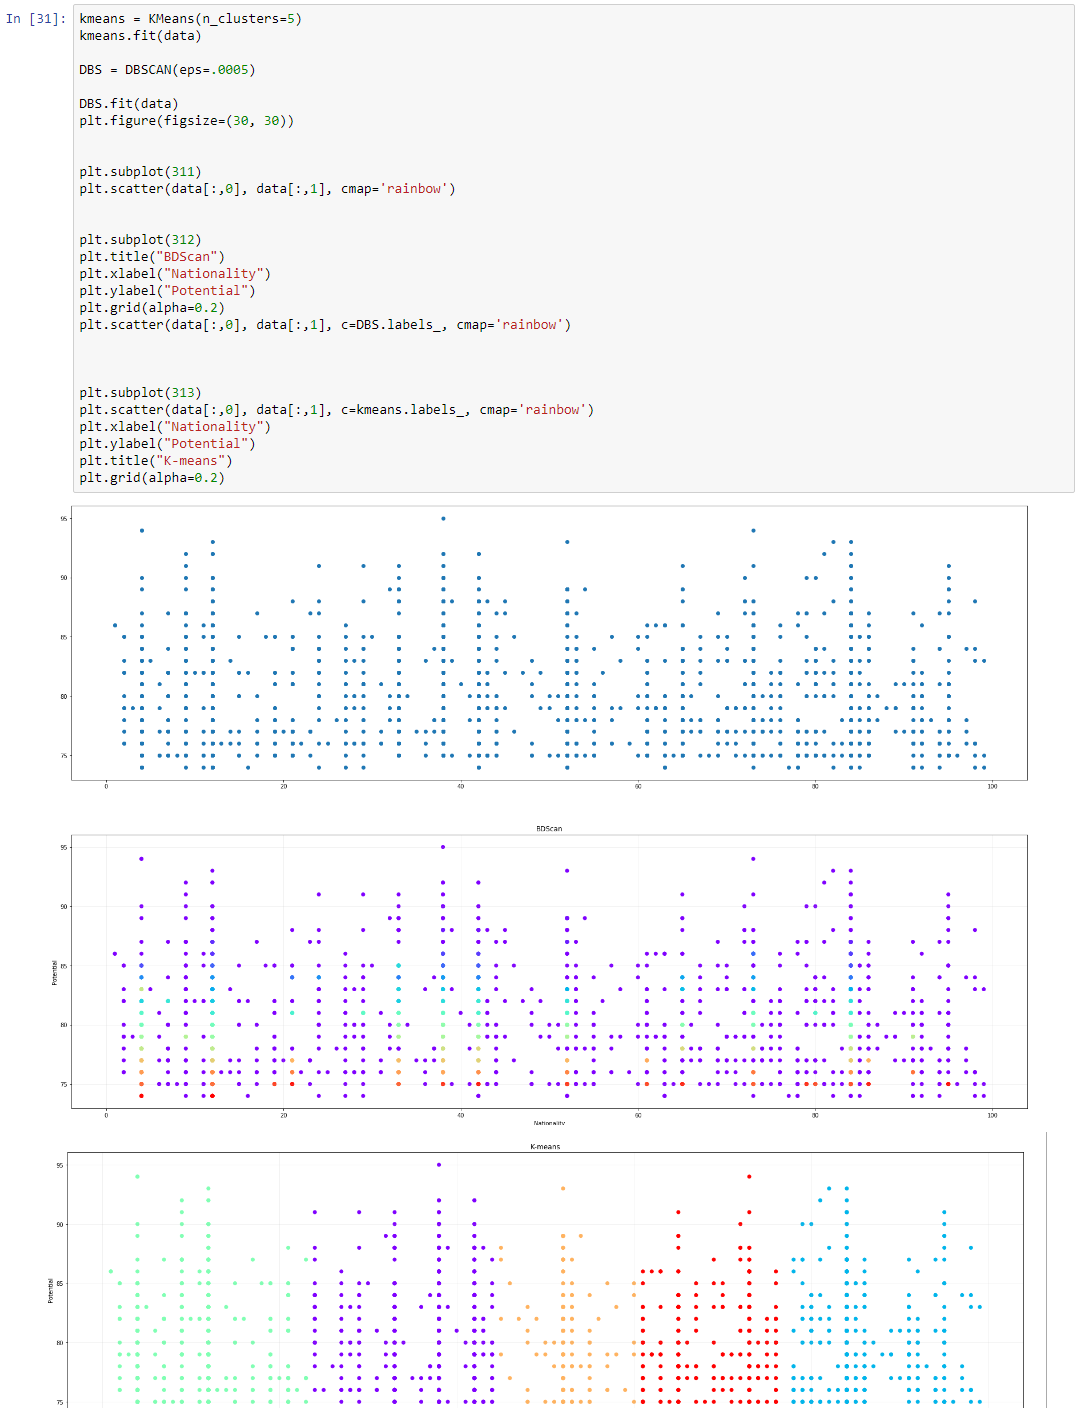 In [31]:
kmeans = KMeans(n_clusters=5)
kmeans.fit(data)
DBS = DBSCAN(eps=.0005)
DBS.fit(data)
plt.figure(figsize=(30, 30))
plt.subplot(311)
plt.scatter(data[:,0], data[:,1], cmap='rainbow')
plt.subplot(312)
plt.title("BDScan")
plt.xlabel("Nationality")
plt.ylabel("Potential")
plt.grid(alpha=0.2)
plt.scatter(data[:,0], data[:,1], c=DBS.labels_, cmap='rainbow')
plt.subplot(313)
plt.scatter(data[:,0], data[:,1], c=kmeans.labels_, cmap='rainbow')
plt.xlabel("Nationality")
plt.ylabel("Potential")
plt.title("K-means")
plt.grid(alpha=0.2)
95
90
85
80
75
0 20 40 60 80 100
BDScan
95
90
85
80
75
Potential
0 20 40 60 80 100
Nationality
K-means
95
90
85
80
75
Potential